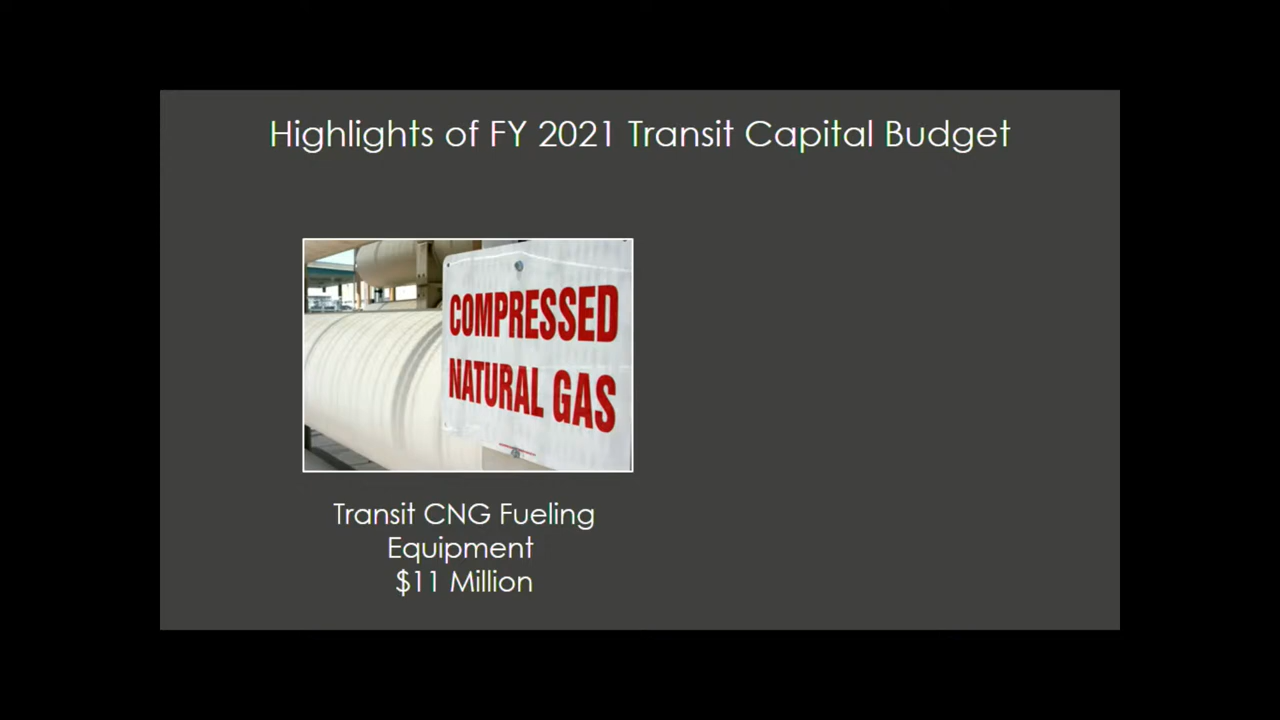 Highlights of FY 2021 Transit Capital Budget
COMPRESSED
NATURAL GAS
Transit CNG Fueling
Equipment
$11 Million